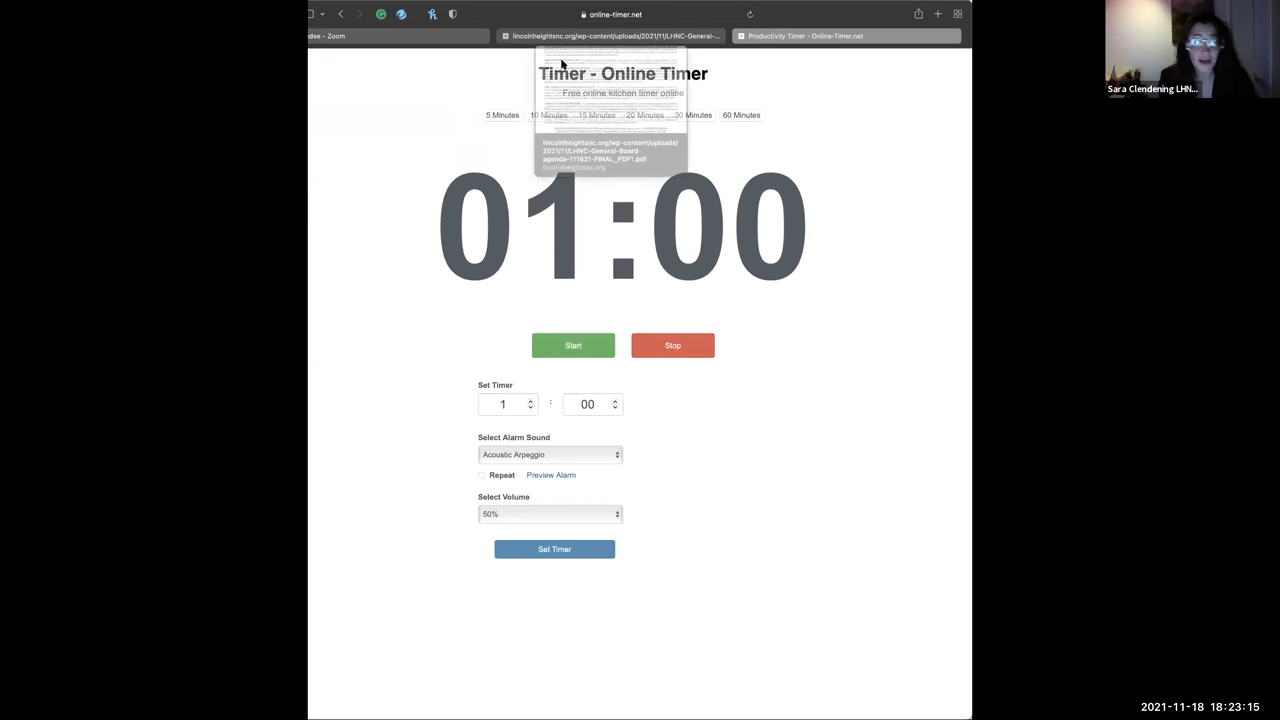 online-timer.net
dee - Zoom
lincolnheightsnc.org/wp-content/uploads/2021/11/LHNC-General-...
Productivity Timer - Online-Timer.net
Sara Clendening LHN...
Timer - Online Timer
Free online kitchen timer online
5 Minutes 10 Minutes 15 Minutes 20 Minutes 30 Minutes 60 Minutes
lincolnheightsnc.org/wp-content/uploads/
2021/11/LHNC-General-Board-
agenda-111821-FINAL_PDF1.pdf
lincolnheightsnc.org
01:00
Start Stop
Set Timer
1 : 00
Select Alarm Sound
Acoustic Arpeggio
Repeat Preview Alarm
Select Volume
50%
Set Timer
2021-11-18 18:23:15